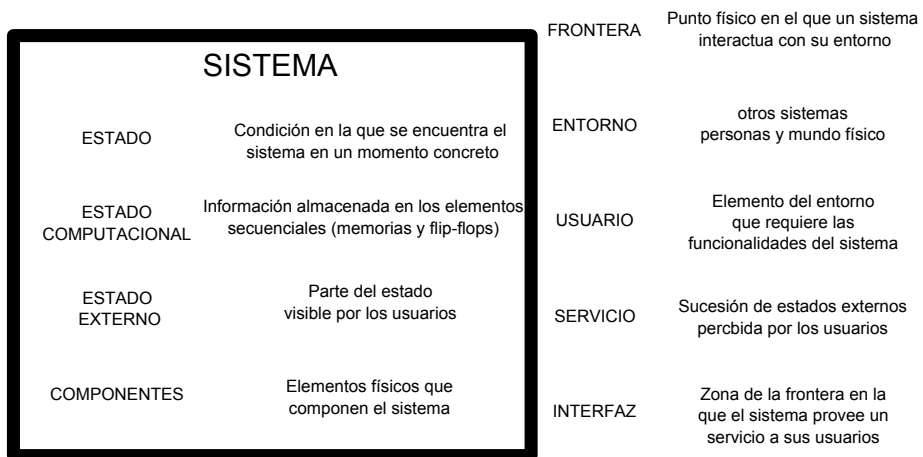 SISTEMA
ESTADO
Condición en la que se encuentra el
sistema en un momento concreto
ESTADO
COMPUTACIONAL
Información almacenada en los elementos
secuenciales (memorias y flip-flops)
ESTADO
EXTERNO
Parte del estado
visible por los usuarios
COMPONENTES
Elementos físicos que
componen el sistema
FRONTERA
Punto físico en el que un sistema
interactua con su entorno
ENTORNO
otros sistemas
personas y mundo físico
USUARIO
Elemento del entorno
que requiere las
funcionalidades del sistema
SERVICIO
Sucesión de estados externos
percbida por los usuarios
INTERFAZ
Zona de la frontera en la
que el sistema provee un
servicio a sus usuarios